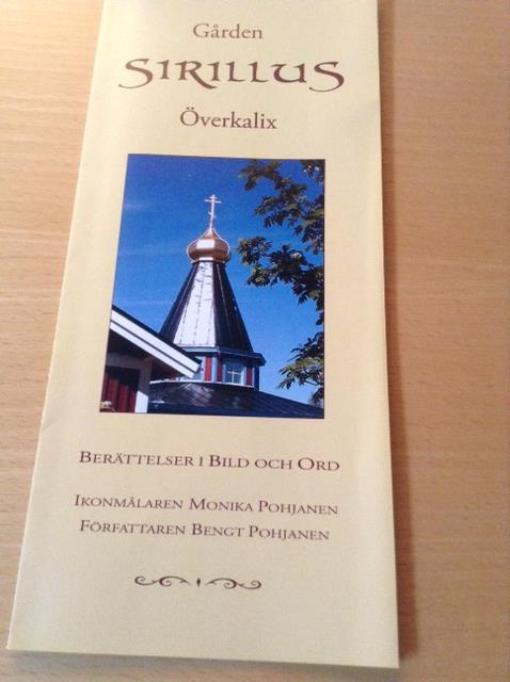 Gården
SIRILLUS
Överkalix
BERÄTTELSER I BILD OCH ORD
IKONMÅLAREN MONIKA POHJANEN
FÖRFATTAREN BENGT POHJANEN